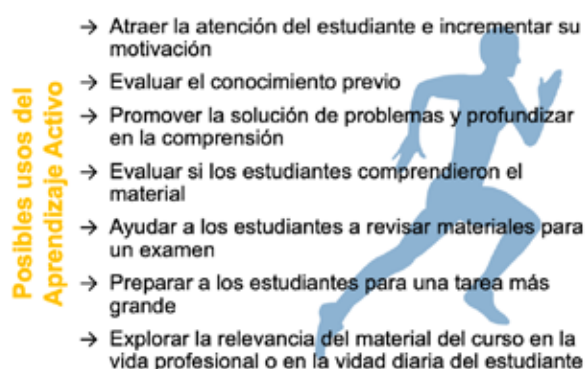 Posibles usos del
Aprendizaje Activo
→ Atraer la atención del estudiante e incrementar su
motivación
→ Evaluar el conocimiento previo
→ Promover la solución de problemas y profundizar
en la comprensión
→ Evaluar si los estudiantes comprendieron el
material
→ Ayudar a los estudiantes a revisar materiales para
un examen
→ Preparar a los estudiantes para una tarea más
grande
→ Explorar la relevancia del material del curso en la
vida profesional o en la vidad diaria del estudiante